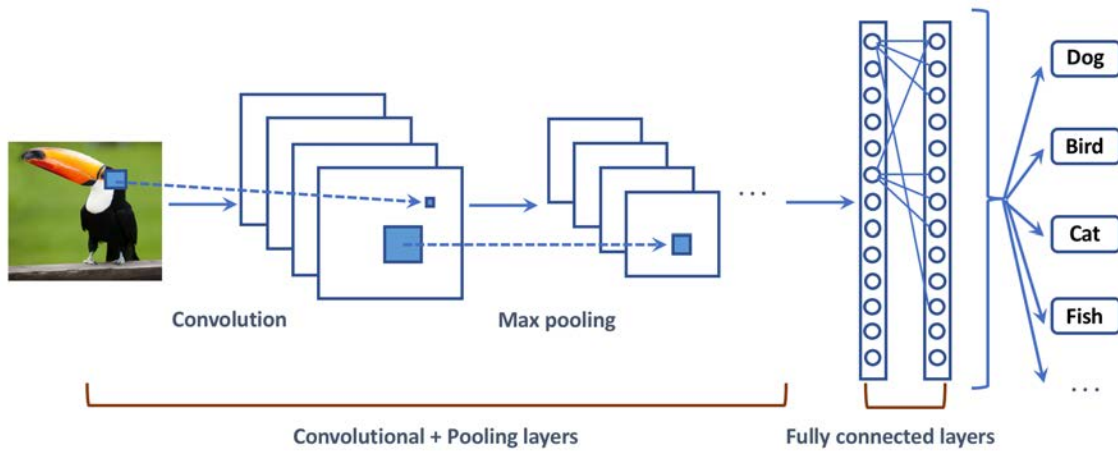 Dog
Bird
Cat
Fish
...
...
Convolution
Max pooling
Convolutional + Pooling layers
Fully connected layers